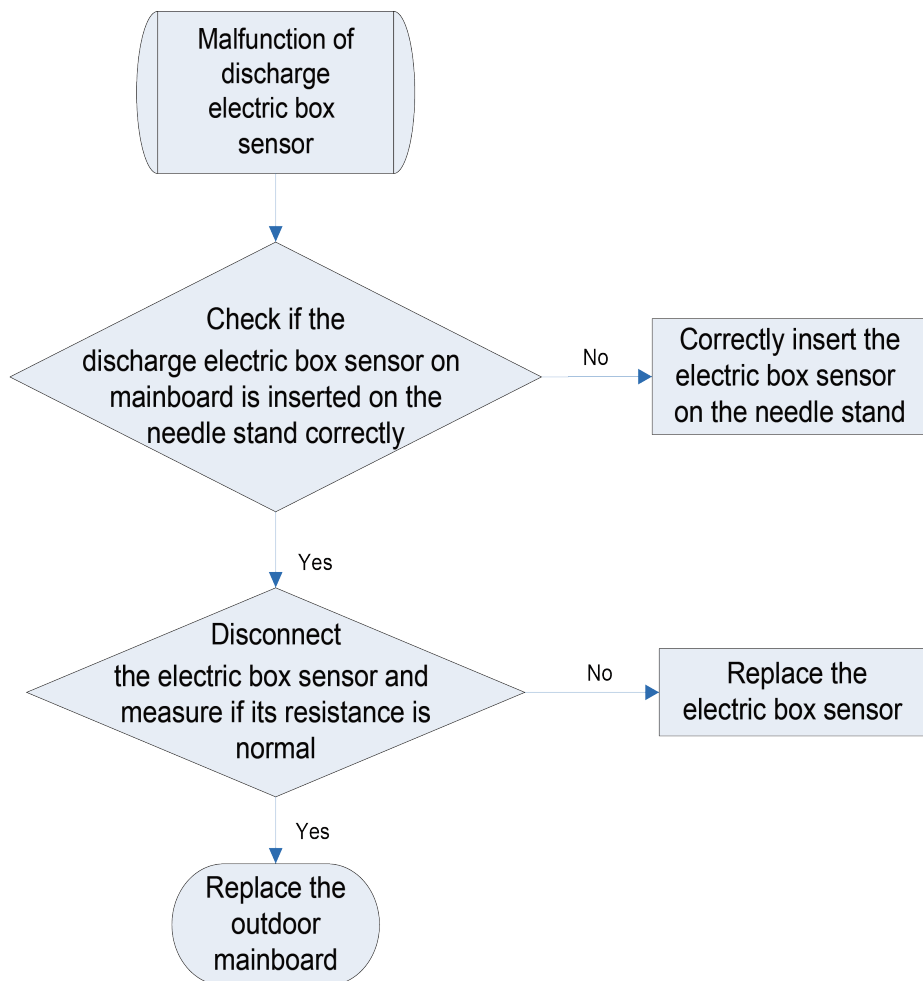 Malfunction of
discharge
electric box
sensor
Check if the
discharge electric box sensor on
mainboard is inserted on the
needle stand correctly
No
Correctly insert the
electric box sensor
on the needle stand
Yes
Disconnect
the electric box sensor and
measure if its resistance is
normal
No
Replace the
electric box sensor
Yes
Replace the
outdoor
mainboard